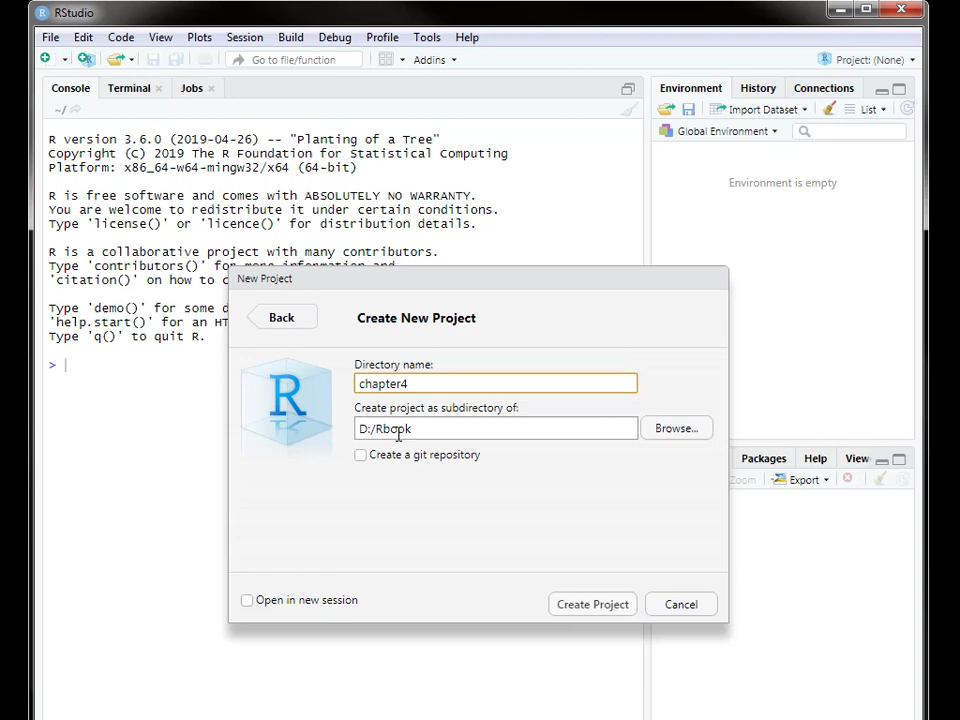 RStudio
File Edit Code View Plots Session Build Debug Profile Tools Help
Go to file/function Addins Project: (None)
Console Terminal Jobs
Environment History Connections
~/
Import Dataset List
Global Environment
R version 3.6.0 (2019-04-26) -- "Planting of a Tree"
Copyright (C) 2019 The R Foundation for Statistical Computing
Platform: x86_64-w64-mingw32/x64 (64-bit)
Environment is empty
R is free software and comes with ABSOLUTELY NO WARRANTY.
You are welcome to redistribute it under certain conditions.
Type 'license()' or 'licence()' for distribution details.
R is a collaborative project with many contributors.
Type 'contributors()' for more information and
'citation()' on how to c
Type 'demo()' for some d
'help.start()' for an HT
Type 'q()' to quit R.
>
New Project
Back
Create New Project
R
Directory name:
chapter4
Create project as subdirectory of:
D:/Rbook
Browse...
Create a git repository
Open in new session
Create Project
Cancel
Packages Help View
Zoom Export